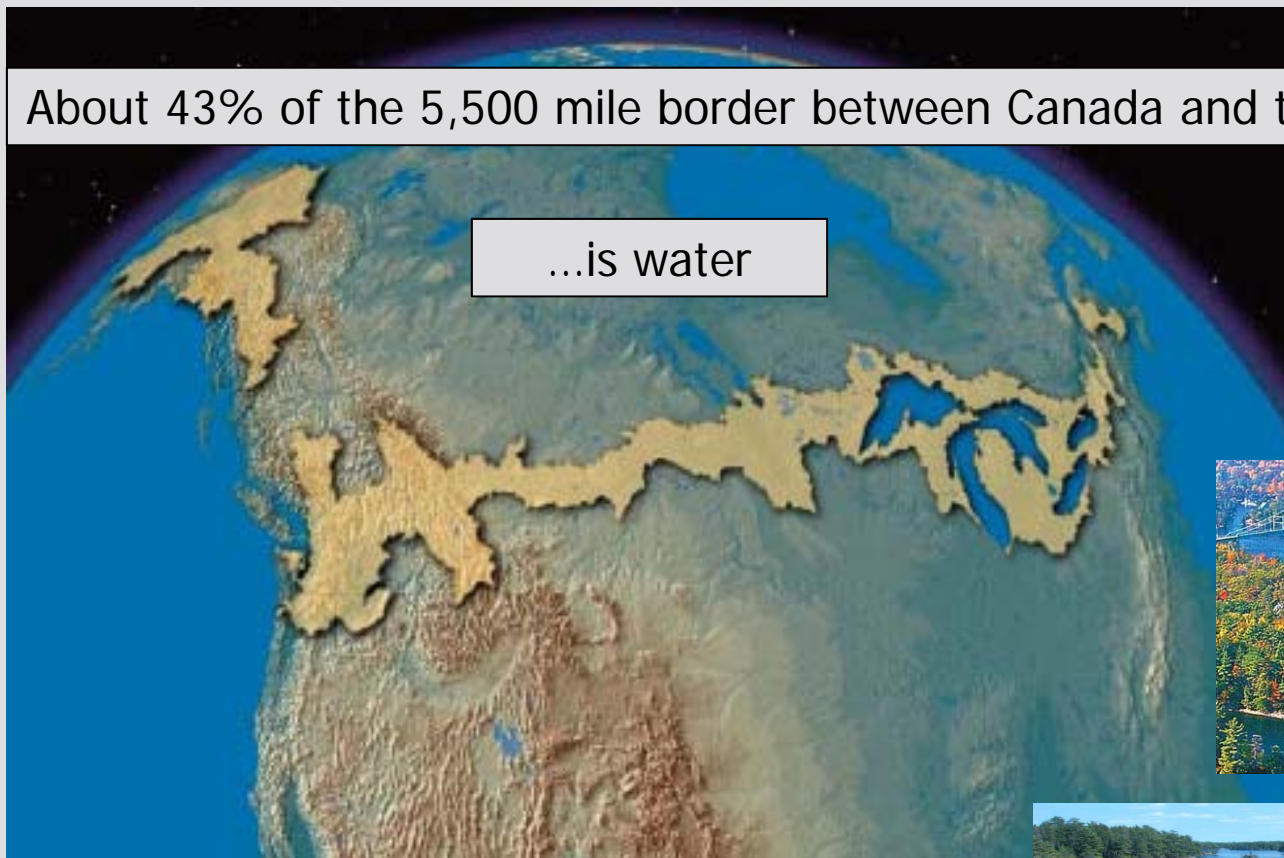 About 43% of the 5,500 mile border between Canada and t
...is water